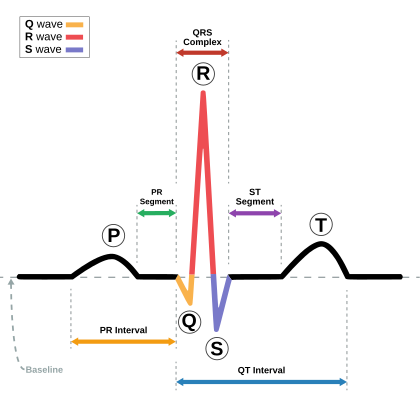 Q wave
R wave
S wave
QRS
Complex
R
PR
Segment
ST
Segment
P
T
Q
S
PR Interval
Baseline
QT Interval